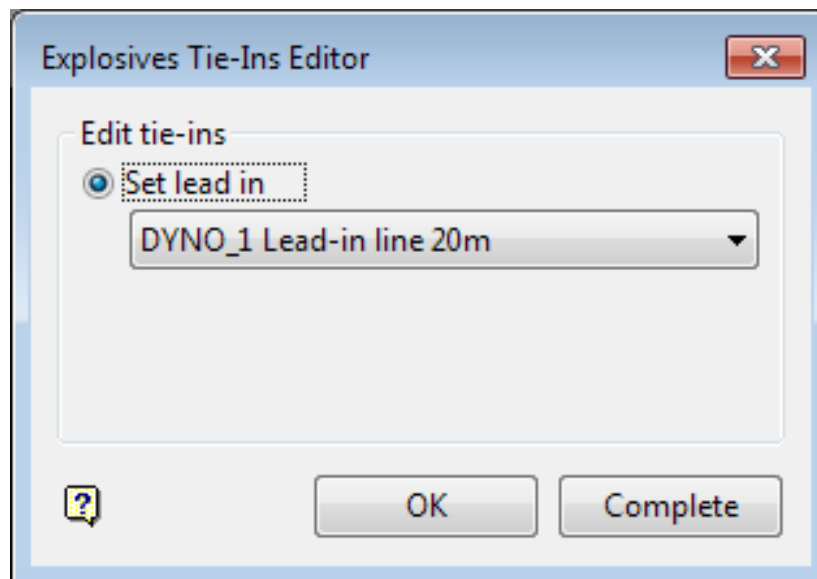 Explosives Tie-Ins Editor
Edit tie-ins
Set lead in
DYNO_1 Lead-in line 20m
?
OK Complete